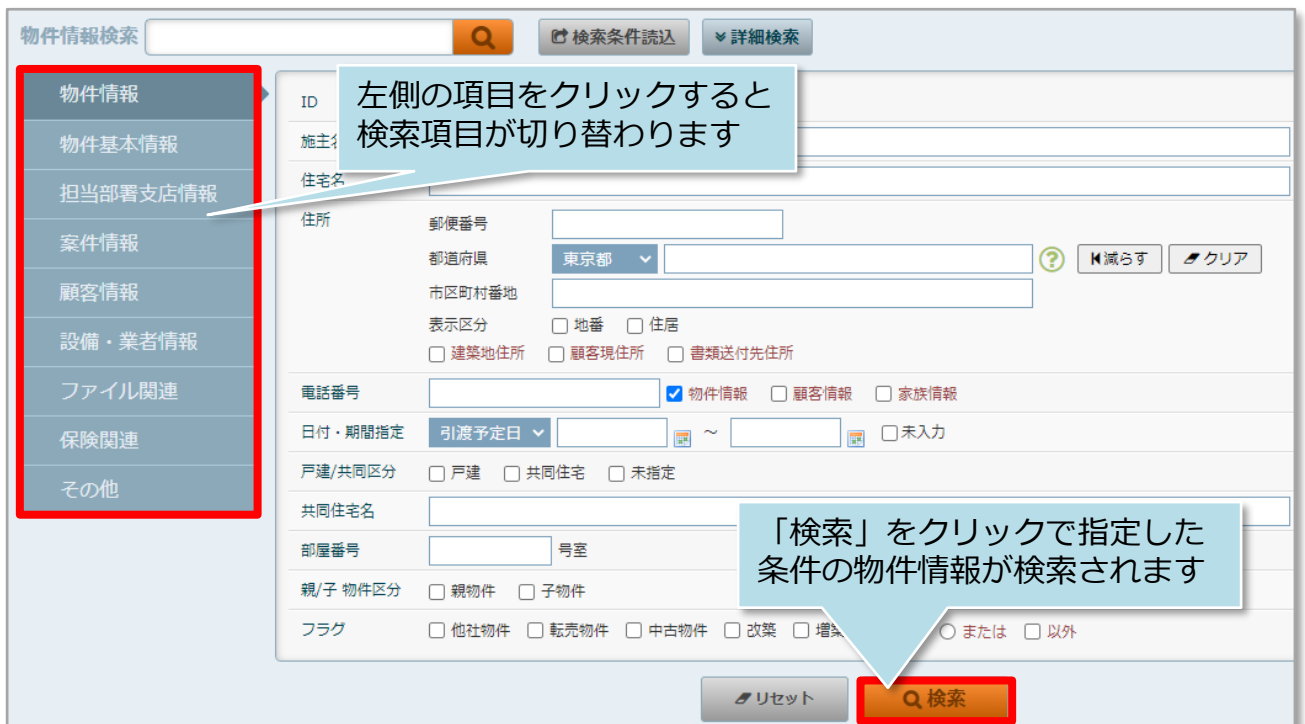 物件情報検索 検索条件読込 詳細検索
物件情報
物件基本情報
担当部署支店情報
案件情報
顧客情報
設備・業者情報
ファイル関連
保険関連
その他
左側の項目をクリックすると
検索項目が切り替わります
ID
施主
住宅名
住所
郵便番号
都道府県 東京都 ? 減らす クリア
市区町村番地
表示区分 地番 住居
建築地住所 顧客現住所 書類送付先住所
電話番号 物件情報 顧客情報 家族情報
日付・期間指定 引渡予定日 ~ 未入力
戸建/共同区分 戸建 共同住宅 未指定
共同住宅名
部屋番号 号室
親/子 物件区分 親物件 子物件
フラグ 他社物件 転売物件 中古物件 改築 増 または 以外
「検索」をクリックで指定した
条件の物件情報が検索されます
リセット 検索